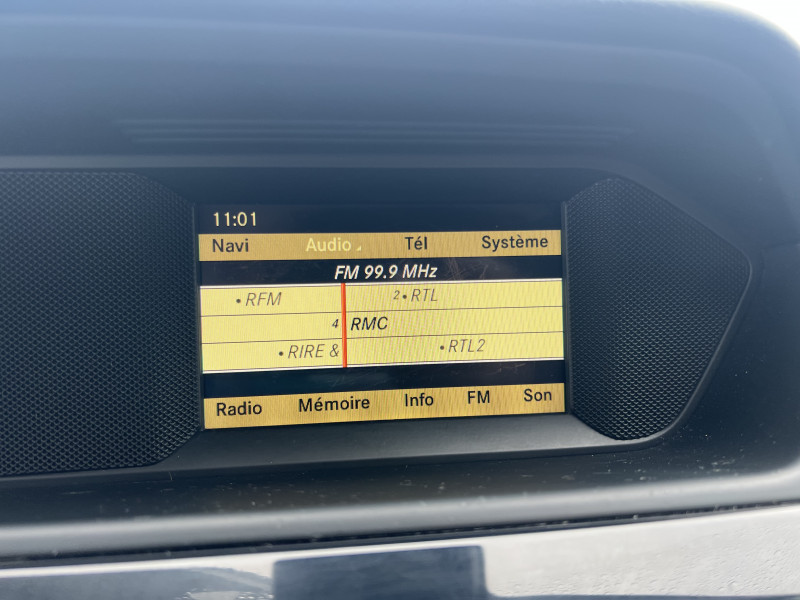 11:01
Navi Audio Tél Système
FM 99.9 MHz
•RFM 2•RTL
4 RMC
•RIRE & •RTL2
Radio Mémoire Info FM Son